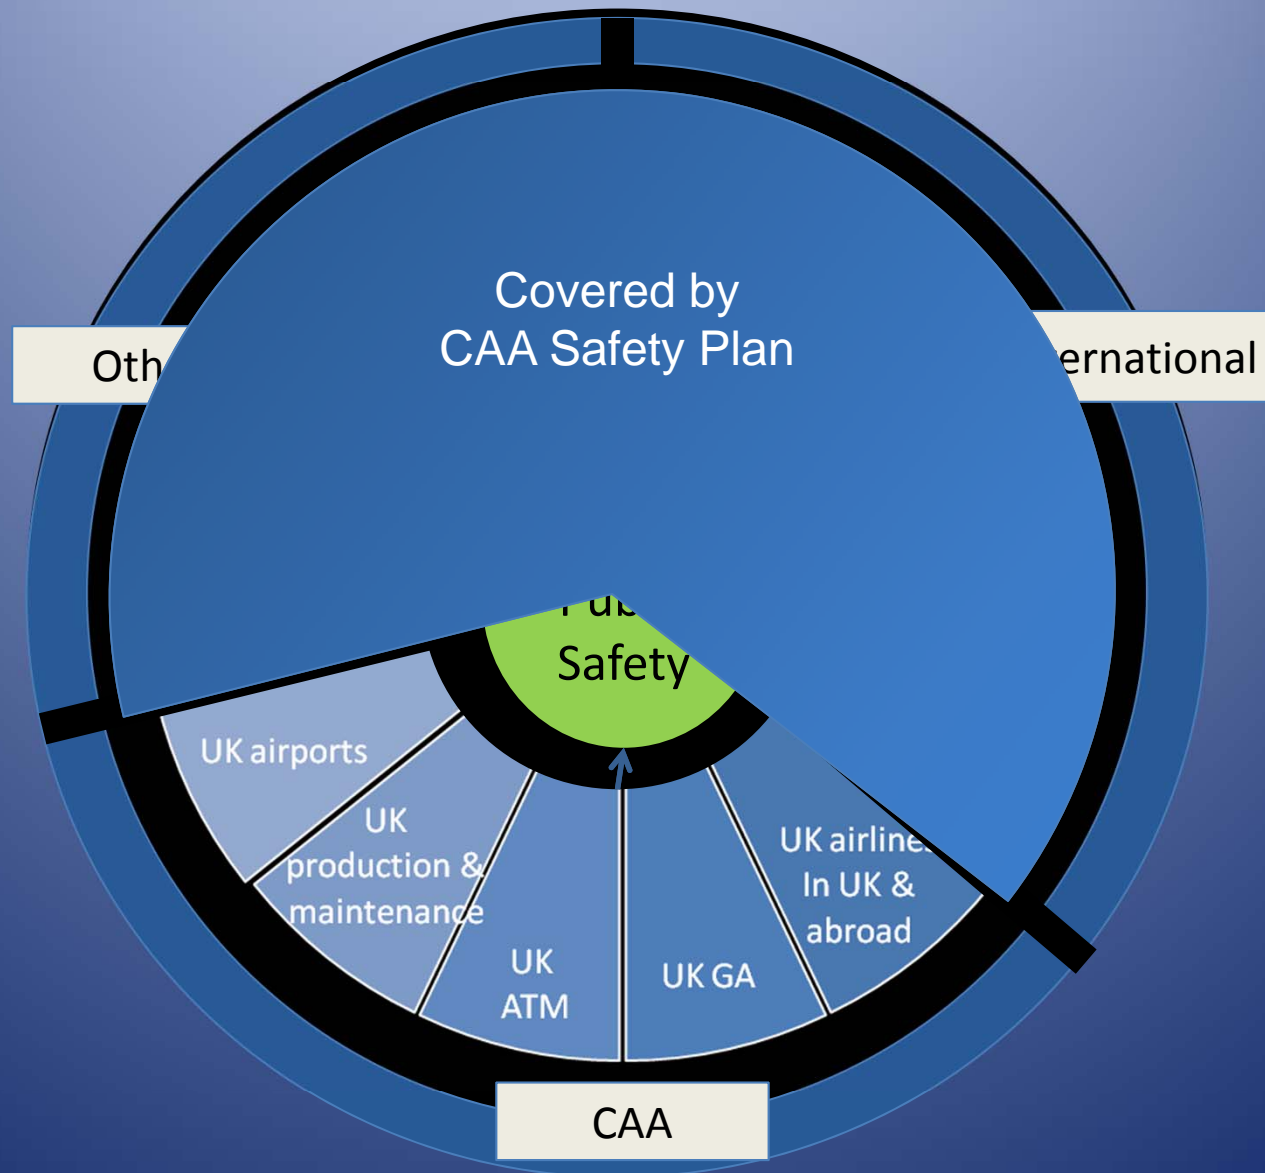 Covered by
CAA Safety Plan
Oth
ernational
Safety
UK airports
UK
production &
maintenance
UK
ATM
UK GA
UK airlines
In UK &
abroad
CAA